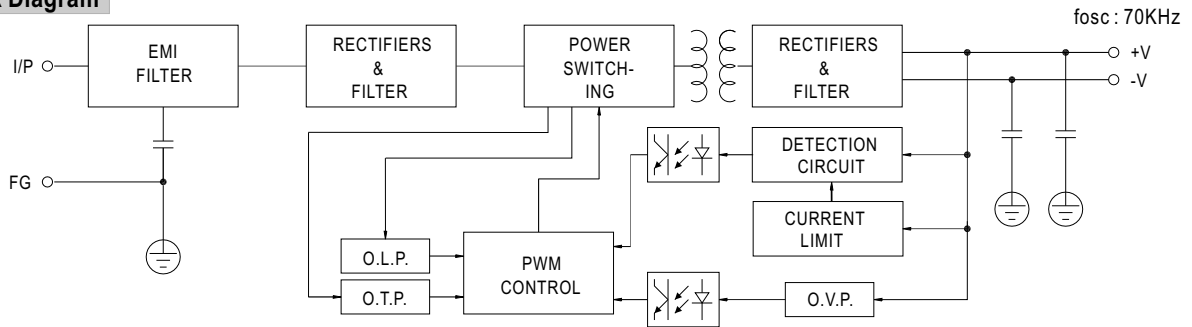 Diagram
fosc : 70KHz
I/P
EMI
FILTER
RECTIFIERS
&
FILTER
POWER
SWITCH-
ING
RECTIFIERS
&
FILTER
+V
-V
FG
DETECTION
CIRCUIT
CURRENT
LIMIT
O.L.P.
O.T.P.
PWM
CONTROL
O.V.P.